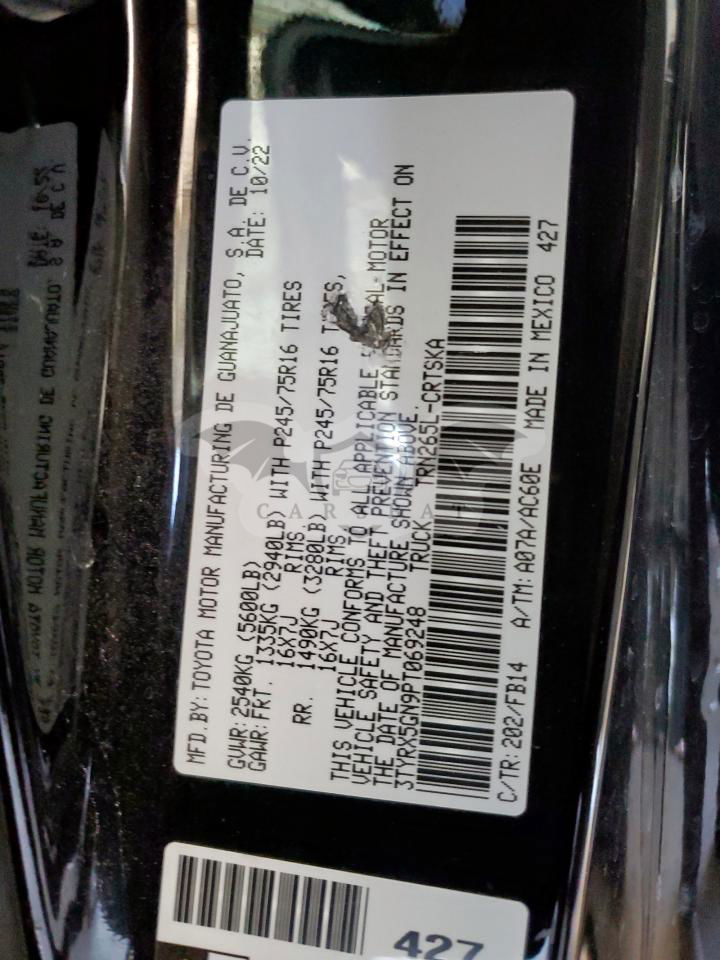 MFD.BY: TOYOTA MOTOR MANUFACTURING DE GUANAJUATO, S.A. DE C.V.
DATE: 10/22
GVWR: 2540KG (5600LB)
GAWR: FRT. 1335KG (2940LB) WITH P245/75R16 TIRES
16X7J RIMS,
RR. 1490KG (3280LB) WITH P245/75R16 TIRES,
16X7J RIMS,
THIS VEHICLE CONFORMS TO ALL APPLICABLE MOTOR
VEHICLE SAFETY AND THEFT PREVENTION STANDARDS IN EFFECT ON
THE DATE OF MANUFACTURE SHOWN ABOVE.
3TYRX5GN9PT069248 TRUCK TRN265L-CRTSKA
C/TR: 202/FB14 A/TM: A07A/AC60E MADE IN MEXICO 427
427